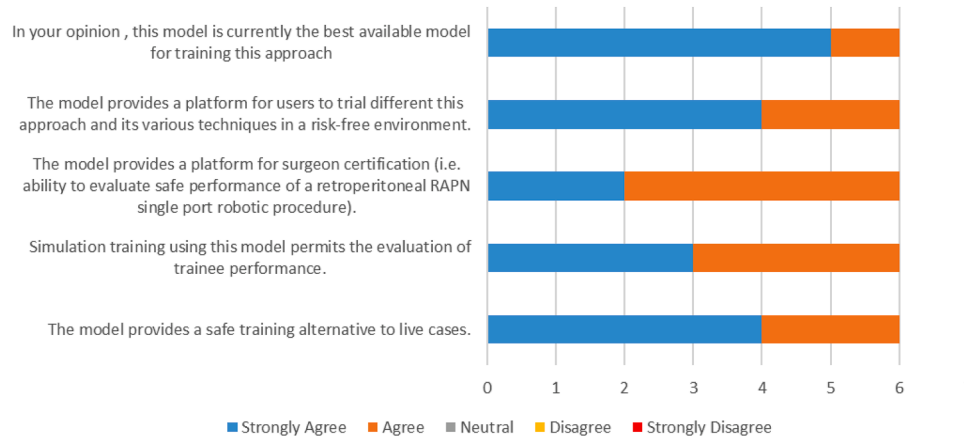 In your opinion , this model is currently the best available model
for training this approach
The model provides a platform for users to trial different this
approach and its various techniques in a risk-free environment.
The model provides a platform for surgeon certification (i.e.
ability to evaluate safe performance of a retroperitoneal RAPN
single port robotic procedure).
Simulation training using this model permits the evaluation of
trainee performance.
The model provides a safe training alternative to live cases.
0 1 2 3 4 5 6
Strongly Agree Agree Neutral Disagree Strongly Disagree